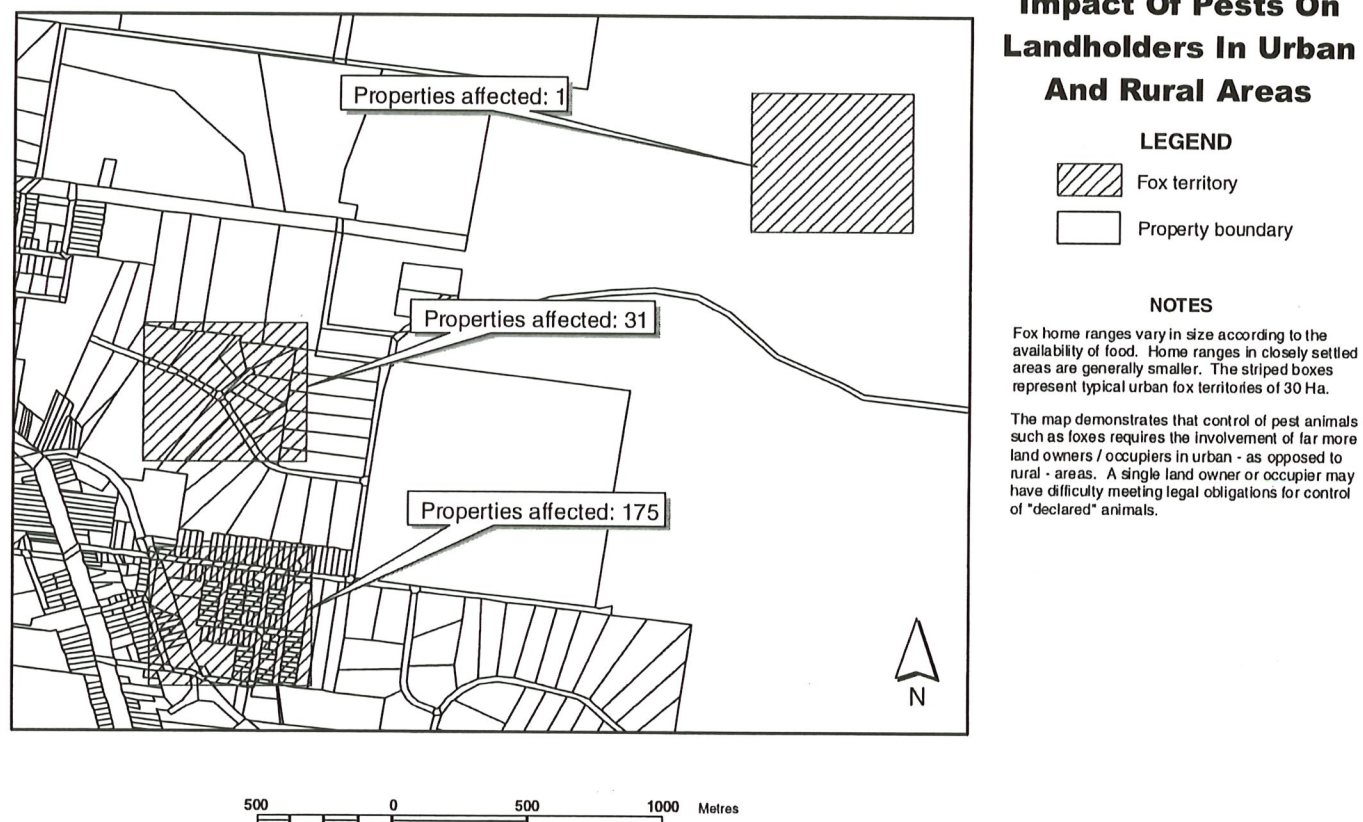 Impact Of Pests On
Landholders In Urban
And Rural Areas
LEGEND
Fox territory
Property boundary
NOTES
Fox home ranges vary in size according to the
availability of food. Home ranges in closely settled
areas are generally smaller. The striped boxes
represent typical urban fox territories of 30 Ha.
The map demonstrates that control of pest animals
such as foxes requires the involvement of far more
land owners / occupiers in urban - as opposed to
rural - areas. A single land owner or occupier may
have difficulty meeting legal obligations for control
of "declared" animals.
Properties affected: 1
Properties affected: 31
Properties affected: 175
N
500 0 500 1000 Metres